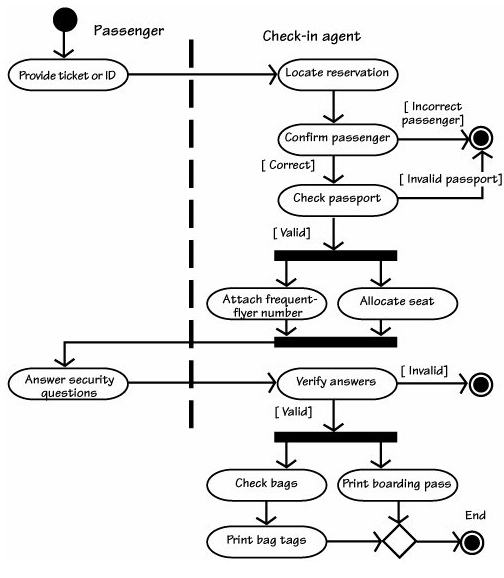 Passenger
Check-in agent
Provide ticket or ID
Locate reservation
[ Incorrect
passenger]
Confirm passenger
[ Correct]
[ Invalid passport]
Check passport
[ Valid]
Attach frequent-
flyer number
Allocate seat
Answer security
questions
Verify answers
[ Invalid]
[ Valid]
Check bags
Print boarding pass
End
Print bag tags